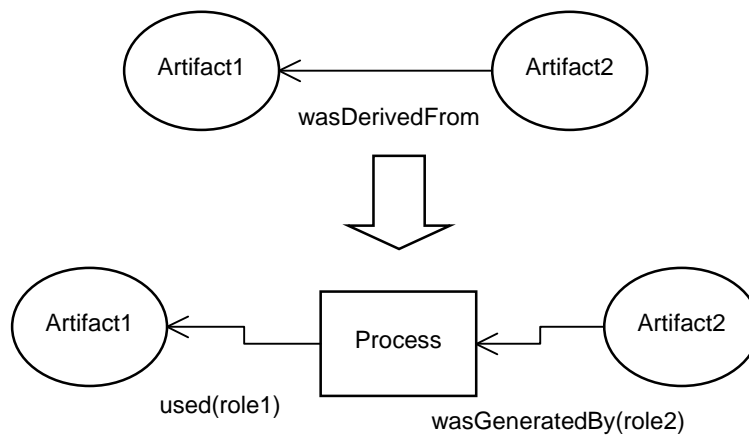 Artifact1
Artifact2
wasDerivedFrom
Artifact1
Process
Artifact2
used(role1)
wasGeneratedBy(role2)